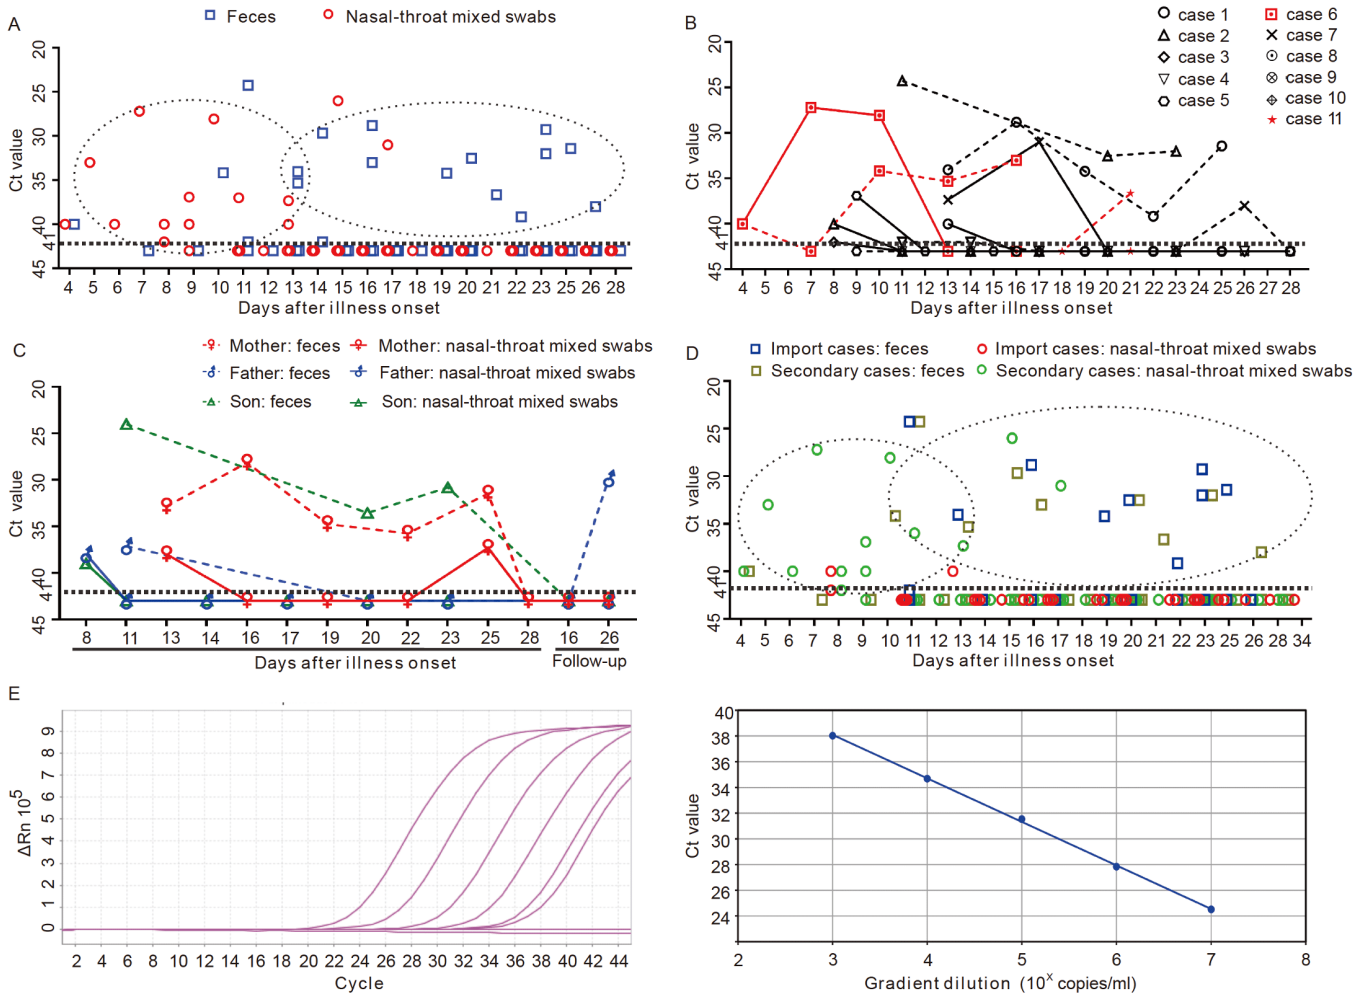 A
Feces
Nasal-throat mixed swabs
Ct value
20
25
30
35
40
41
45
4 5 6 7 8 9 10 11 12 13 14 15 16 17 18 19 20 21 22 23 25 26 28
Days after illness onset
B
case 1
case 2
case 3
case 4
case 5
case 6
case 7
case 8
case 9
case 10
case 11
Ct value
20
25
30
35
40
41
45
4 5 6 7 8 9 10 11 12 13 14 15 16 17 18 19 20 21 22 23 25 26 27 28
Days after illness onset
C
Mother: feces
Mother: nasal-throat mixed swabs
Father: feces
Father: nasal-throat mixed swabs
Son: feces
Son: nasal-throat mixed swabs
Ct value
20
25
30
35
40
41
45
8 11 13 14 16 17 19 20 22 23 25 28 16 26
Days after illness onset
Follow-up
D
Import cases: feces
Import cases: nasal-throat mixed swabs
Secondary cases: feces
Secondary cases: nasal-throat mixed swabs
Ct value
20
25
30
35
40
41
45
4 5 6 7 8 9 10 11 12 13 14 15 16 17 18 19 20 21 22 23 25 26 28 34
Days after illness onset
E
ΔRn 10⁵
9
8
7
6
5
4
3
2
1
0
2 4 6 8 10 12 14 16 18 20 22 24 26 28 30 32 34 36 38 40 42 44
Cycle
Ct value
40
38
36
34
32
30
28
26
24
2 3 4 5 6 7 8
Gradient dilution (10ˣ copies/ml)